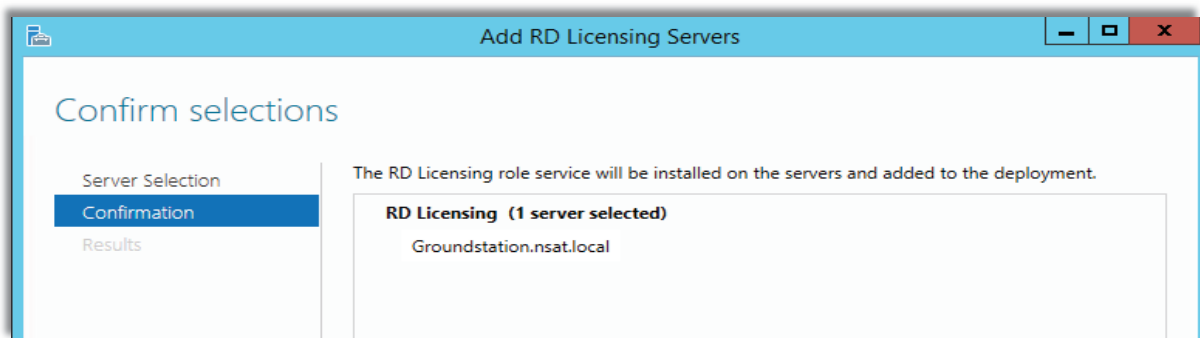 Add RD Licensing Servers
Confirm selections
Server Selection
Confirmation
Results
The RD Licensing role service will be installed on the servers and added to the deployment.
RD Licensing (1 server selected)
Groundstation.nsat.local